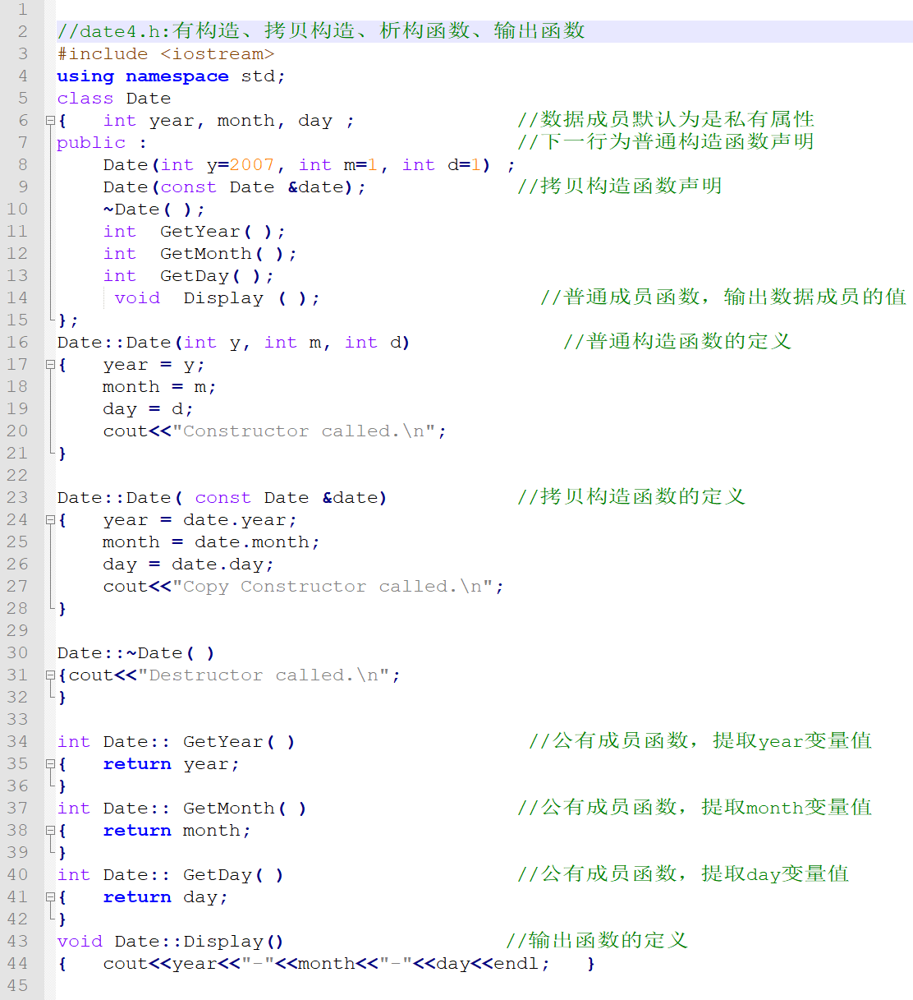 1
2 //date4.h:有构造、拷贝构造、析构函数、输出函数
3 #include <iostream>
4 using namespace std;
5 class Date
6 {   int year, month, day ;              //数据成员默认为是私有属性
7 public :                                //下一行为普通构造函数声明
8     Date(int y=2007, int m=1, int d=1) ;
9     Date(const Date &date);             //拷贝构造函数声明
10     ~Date( );
11     int  GetYear( );
12     int  GetMonth( );
13     int  GetDay( );
14      void  Display ( );                   //普通成员函数，输出数据成员的值
15 };
16 Date::Date(int y, int m, int d)             //普通构造函数的定义
17 {   year = y;
18     month = m;
19     day = d;
20     cout<<"Constructor called.\n";
21 }
22
23 Date::Date( const Date &date)           //拷贝构造函数的定义
24 {   year = date.year;
25     month = date.month;
26     day = date.day;
27     cout<<"Copy Constructor called.\n";
28 }
29
30 Date::~Date( )
31 {cout<<"Destructor called.\n";
32 }
33
34 int Date:: GetYear( )                    //公有成员函数，提取year变量值
35 {   return year;
36 }
37 int Date:: GetMonth( )                  //公有成员函数，提取month变量值
38 {   return month;
39 }
40 int Date:: GetDay( )                    //公有成员函数，提取day变量值
41 {   return day;
42 }
43 void Date::Display()                   //输出函数的定义
44 {   cout<<year<<"-"<<month<<"-"<<day<<endl;   }
45